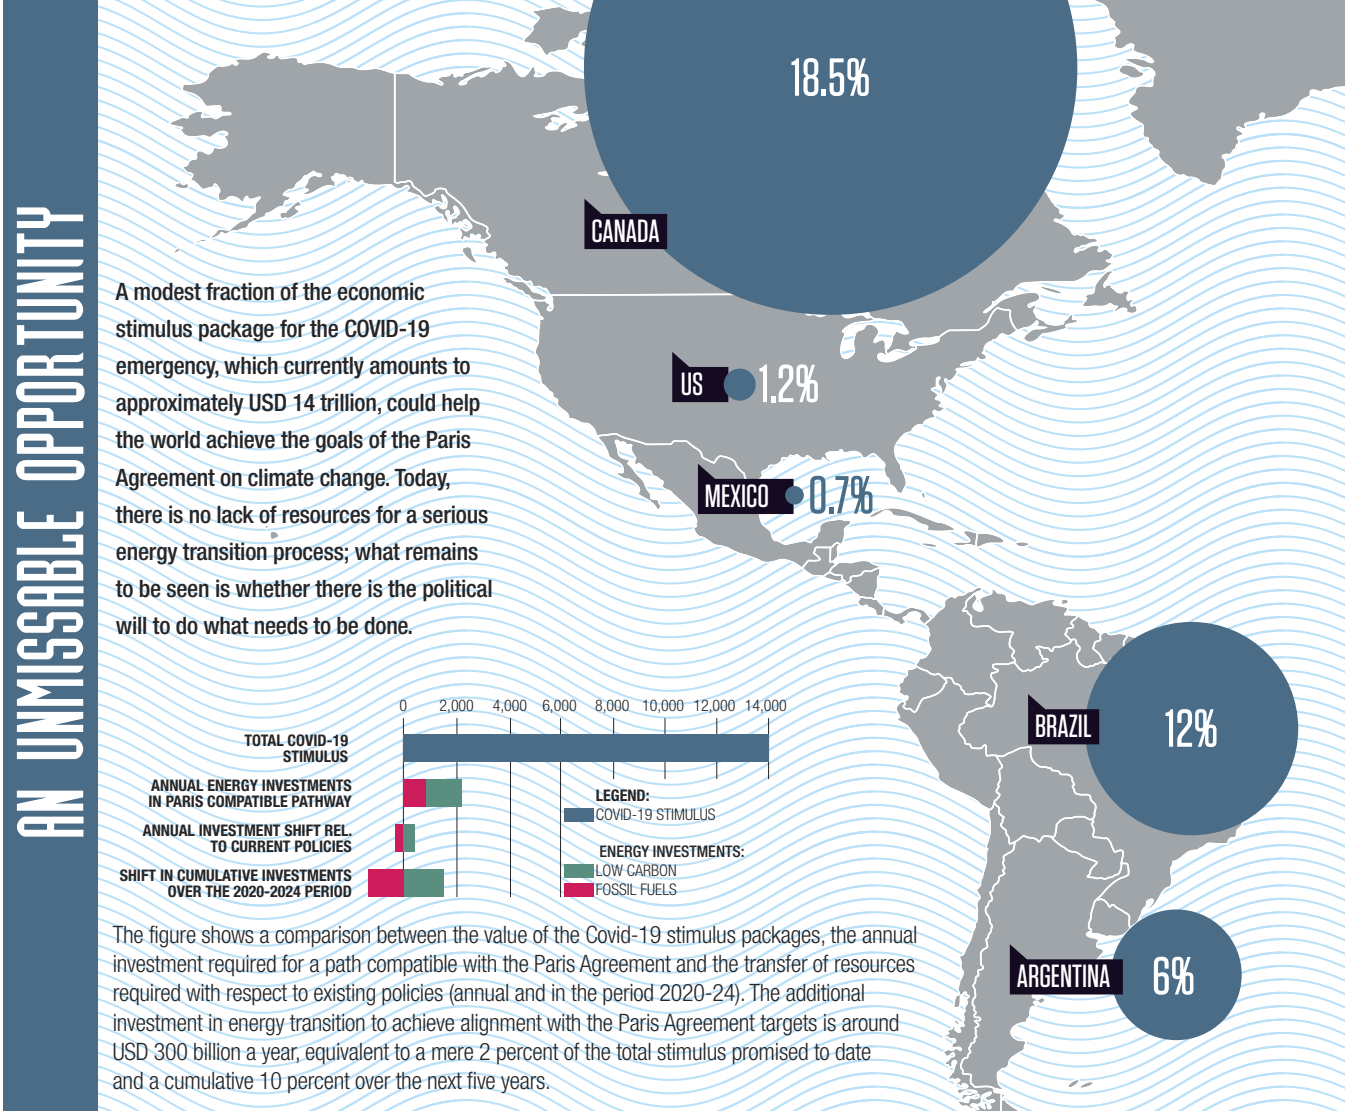 AN UNMISSABLE OPPORTUNITY
18.5%
CANADA
A modest fraction of the economic
stimulus package for the COVID-19
emergency, which currently amounts to
approximately USD 14 trillion, could help
the world achieve the goals of the Paris
Agreement on climate change. Today,
there is no lack of resources for a serious
energy transition process; what remains
to be seen is whether there is the political
will to do what needs to be done.
US 1.2%
MEXICO 0.7%
BRAZIL 12%
ARGENTINA 6%
0 2,000 4,000 6,000 8,000 10,000 12,000 14,000
TOTAL COVID-19
STIMULUS
ANNUAL ENERGY INVESTMENTS
IN PARIS COMPATIBLE PATHWAY
ANNUAL INVESTMENT SHIFT REL.
TO CURRENT POLICIES
SHIFT IN CUMULATIVE INVESTMENTS
OVER THE 2020-2024 PERIOD
LEGEND:
COVID-19 STIMULUS
ENERGY INVESTMENTS:
LOW CARBON
FOSSIL FUELS
The figure shows a comparison between the value of the Covid-19 stimulus packages, the annual
investment required for a path compatible with the Paris Agreement and the transfer of resources
required with respect to existing policies (annual and in the period 2020-24). The additional
investment in energy transition to achieve alignment with the Paris Agreement targets is around
USD 300 billion a year, equivalent to a mere 2 percent of the total stimulus promised to date
and a cumulative 10 percent over the next five years.